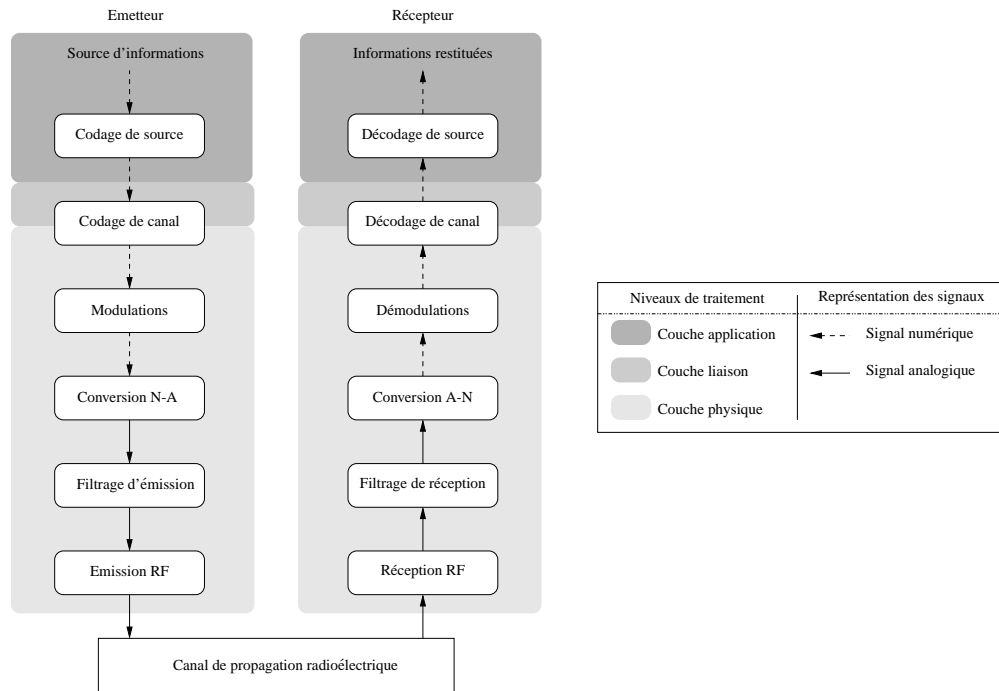 Emetteur
Source d'informations
Codage de source
Codage de canal
Modulations
Conversion N-A
Filtrage d'émission
Emission RF
Récepteur
Informations restituées
Décodage de source
Décodage de canal
Démodulations
Conversion A-N
Filtrage de réception
Réception RF
Canal de propagation radioélectrique
Niveaux de traitement
Couche application
Couche liaison
Couche physique
Représentation des signaux
Signal numérique
Signal analogique